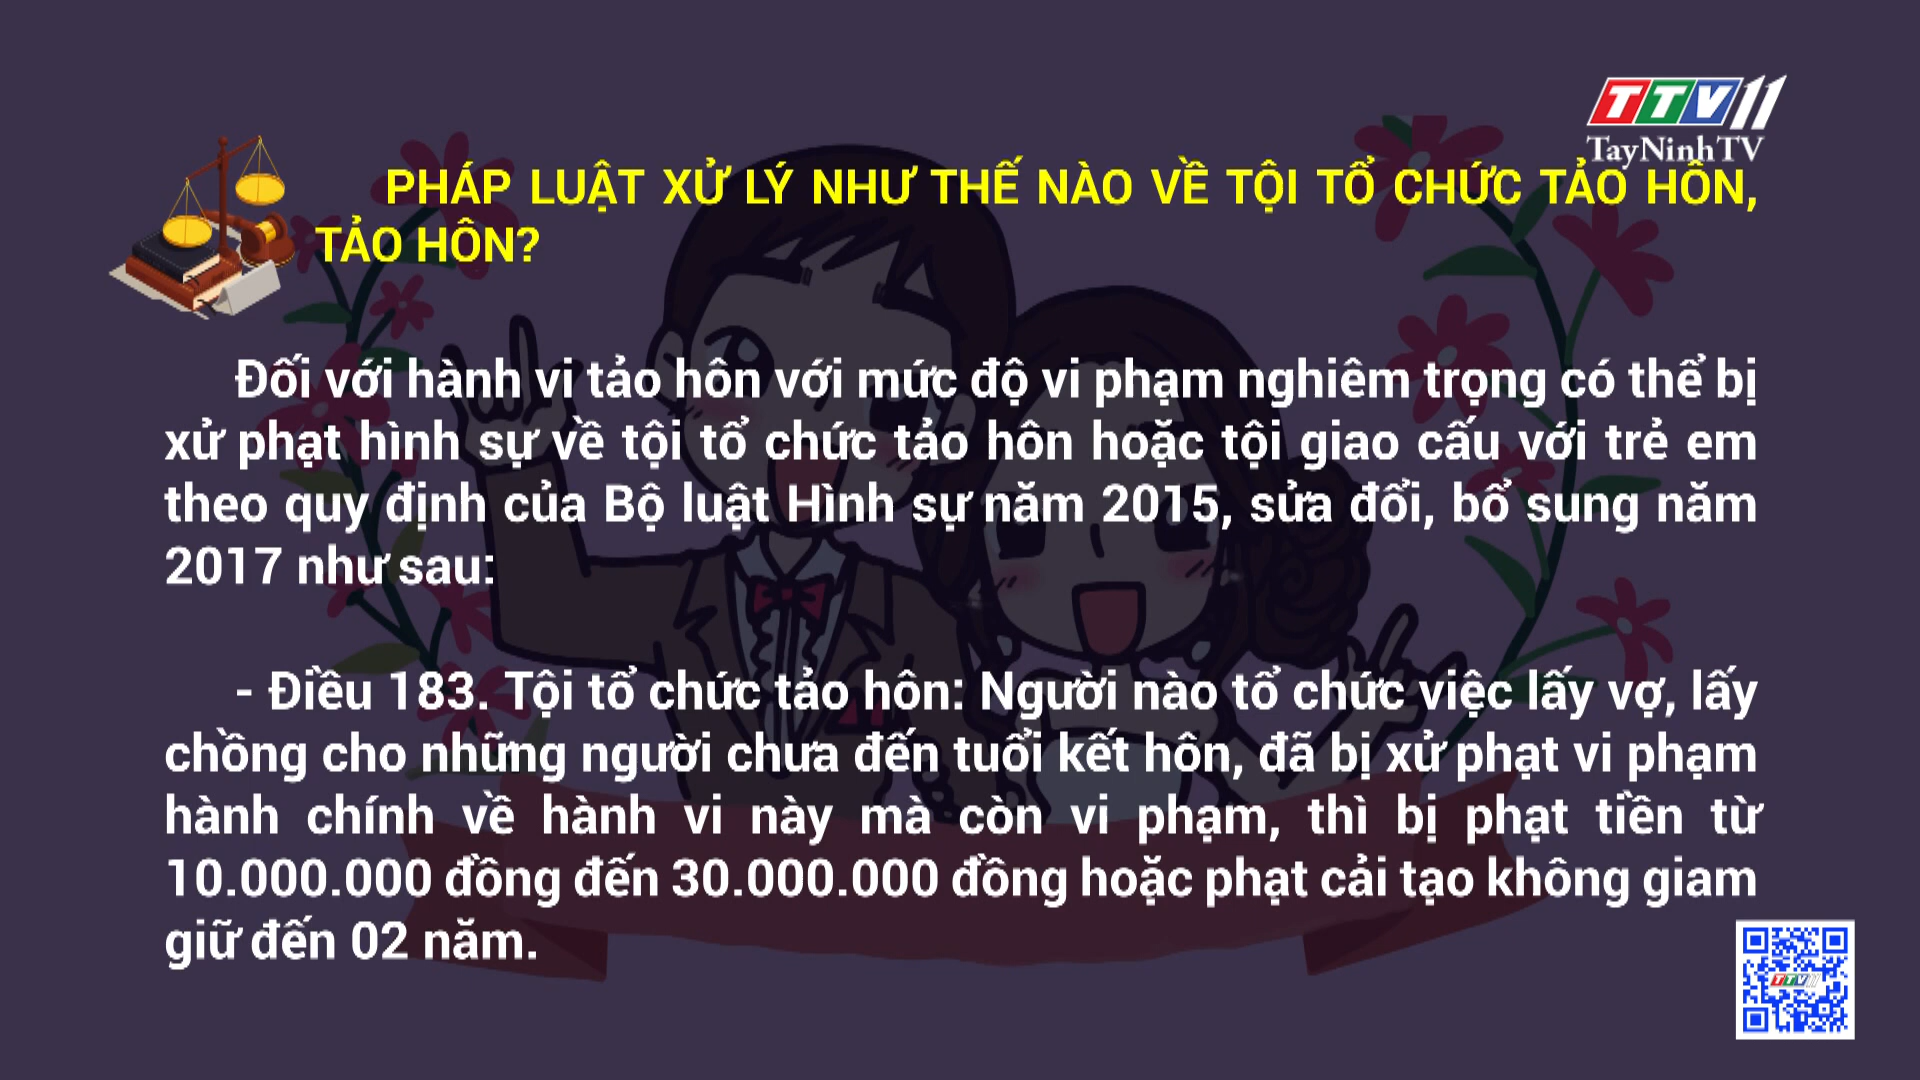 TTV11
TayNinhTV
PHÁP LUẬT XỬ LÝ NHƯ THẾ NÀO VỀ TỘI TỔ CHỨC TẢO HÔN,
TẢO HÔN?
Đối với hành vi tảo hôn với mức độ vi phạm nghiêm trọng có thể bị
xử phạt hình sự về tội tổ chức tảo hôn hoặc tội giao cấu với trẻ em
theo quy định của Bộ luật Hình sự năm 2015, sửa đổi, bổ sung năm
2017 như sau:
- Điều 183. Tội tổ chức tảo hôn: Người nào tổ chức việc lấy vợ, lấy
chồng cho những người chưa đến tuổi kết hôn, đã bị xử phạt vi phạm
hành chính về hành vi này mà còn vi phạm, thì bị phạt tiền từ
10.000.000 đồng đến 30.000.000 đồng hoặc phạt cải tạo không giam
giữ đến 02 năm.
TTV11